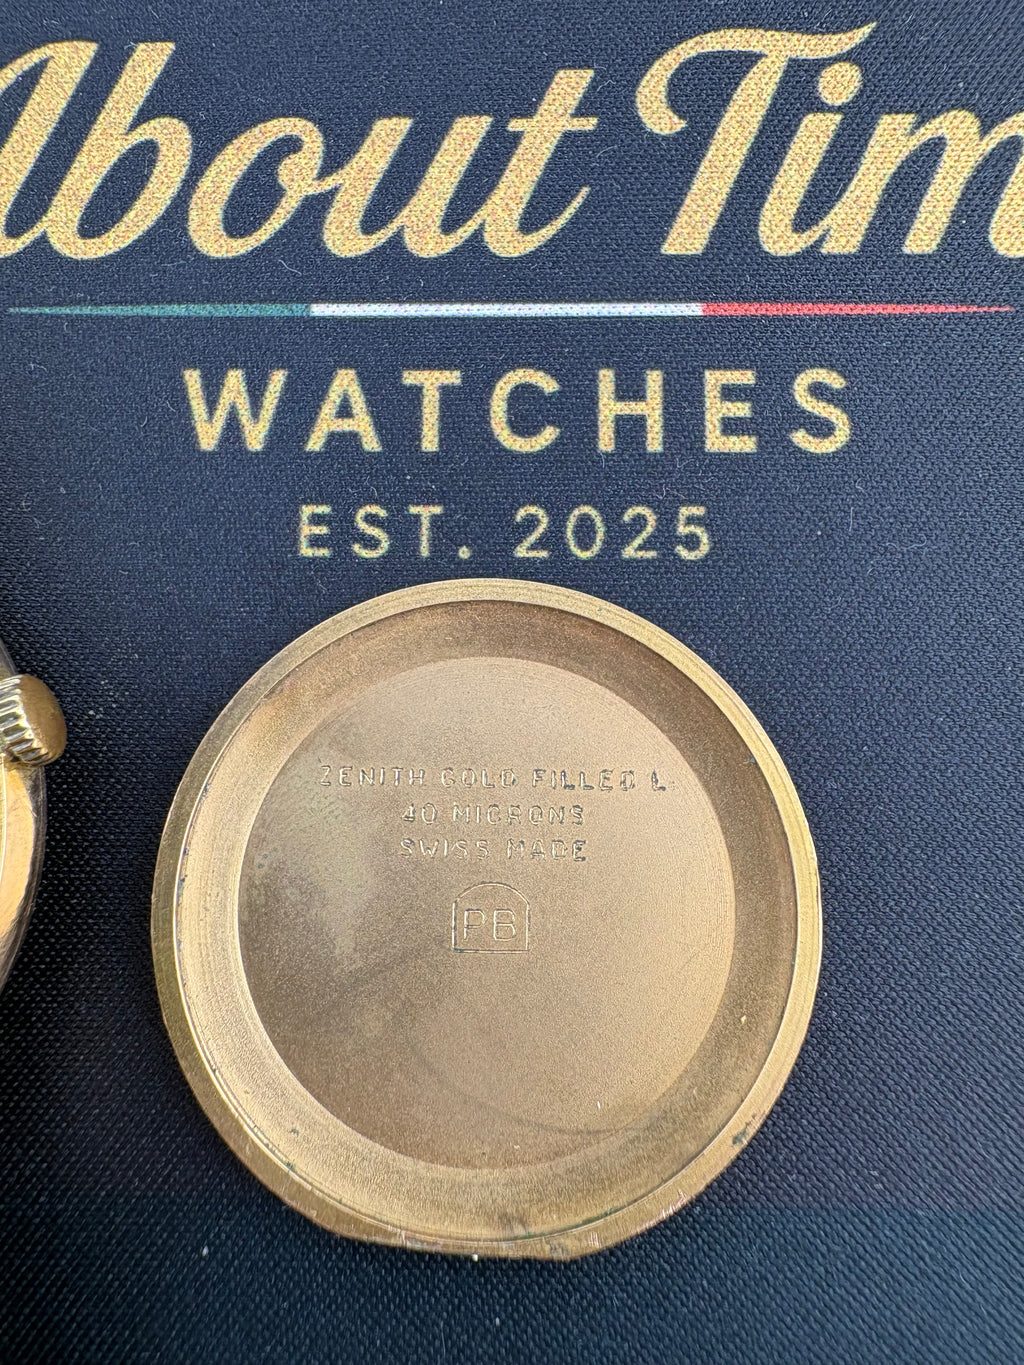 About Tim
WATCHES
EST. 2025
ZENITH GOLD FILLED L.
40 MICRONS
SWISS MADE
PB